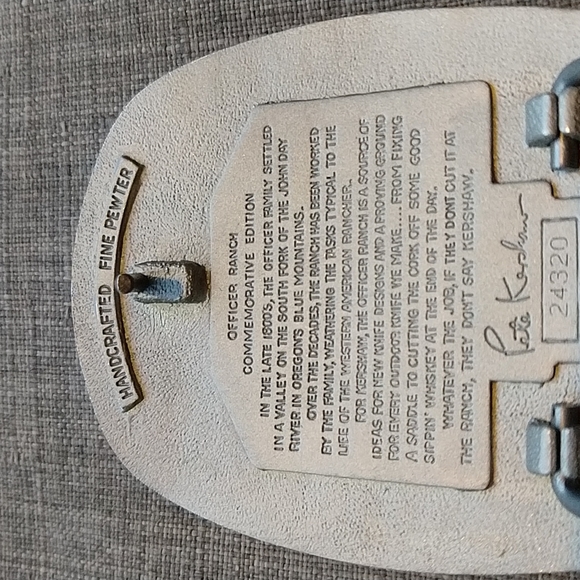 HANDCRAFTED FINE PEWTER
OFFICER RANCH
COMMEMORATIVE EDITION
IN THE LATE 1800'S, THE OFFICER FAMILY SETTLED
IN A VALLEY ON THE SOUTH FORK OF THE JOHN DAY
RIVER IN OREGON'S BLUE MOUNTAINS.
OVER THE DECADES, THE RANCH HAS BEEN WORKED
BY THE FAMILY, WEATHERING THE TASKS TYPICAL TO THE
LIFE OF THE WESTERN AMERICAN RANCHER.
FOR KERSHAW, THE OFFICER RANCH IS A SOURCE OF
IDEAS FOR NEW KNIFE DESIGNS AND A PROVING GROUND
FOR EVERY OUTDOOR KNIFE WE MAKE.... FROM FIXING
A SADDLE TO CUTTING THE CORK OFF SOME GOOD
SIPPIN' WHISKEY AT THE END OF THE DAY.
WHATEVER THE JOB, IF THEY DONT CUT IT AT
THE RANCH, THEY DON'T SAY KERSHAW.
Pete Kershaw
24320